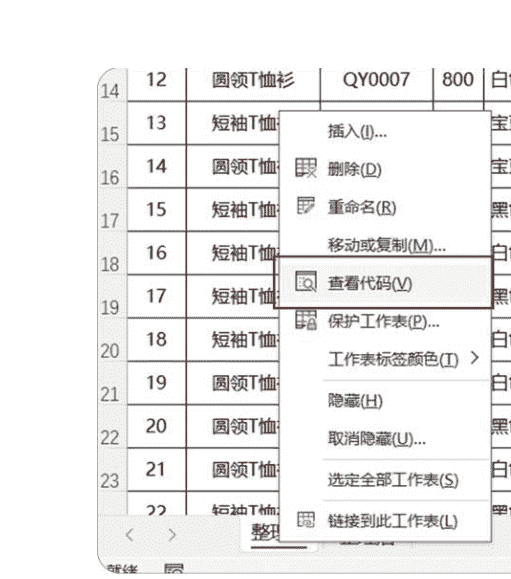 14 12 圆领T恤衫 QY0007 800 白
15 13 短袖T恤 插入(I)...
16 14 圆领T恤 删除(D)
17 15 短袖T恤 重命名(R) 黑
18 16 短袖T恤 移动或复制(M)... 白
查看代码(V)
19 17 短袖T恤 黑
保护工作表(P)...
20 18 短袖T恤 白
工作表标签颜色(T)
21 19 圆领T恤 白
隐藏(H)
22 20 圆领T恤 黑
取消隐藏(U)...
23 21 圆领T恤 白
选定全部工作表(S)
22 短袖T恤
链接到此工作表(L)
整理
就绪